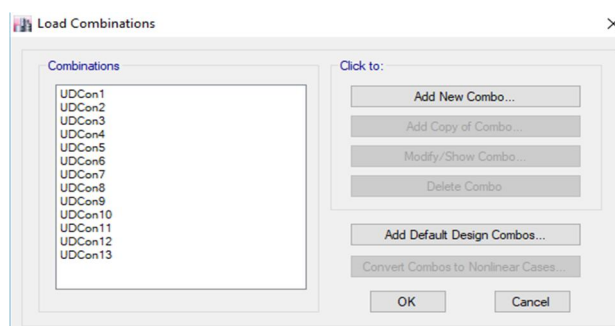 Load Combinations
Combinations
UDCon1
UDCon2
UDCon3
UDCon4
UDCon5
UDCon6
UDCon7
UDCon8
UDCon9
UDCon10
UDCon11
UDCon12
UDCon13
Click to:
Add New Combo...
Add Copy of Combo...
Modify/Show Combo...
Delete Combo
Add Default Design Combos...
Convert Combos to Nonlinear Cases...
OK
Cancel